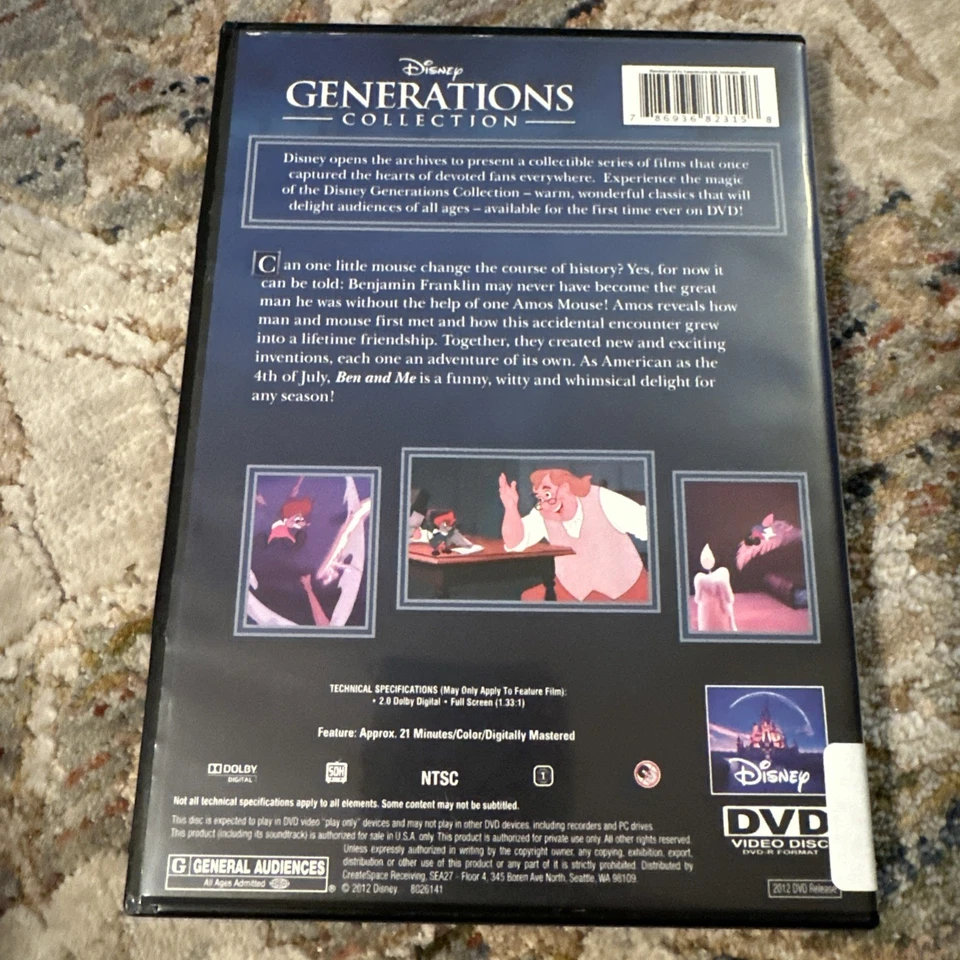 Disney
GENERATIONS
COLLECTION
7 86936 82315 8
Disney opens the archives to present a collectible series of films that once
captured the hearts of devoted fans everywhere. Experience the magic
of the Disney Generations Collection – warm, wonderful classics that will
delight audiences of all ages – available for the first time ever on DVD!
Can one little mouse change the course of history? Yes, for now it
can be told: Benjamin Franklin may never have become the great
man he was without the help of one Amos Mouse! Amos reveals how
man and mouse first met and how this accidental encounter grew
into a lifetime friendship. Together, they created new and exciting
inventions, each one an adventure of its own. As American as the
4th of July, Ben and Me is a funny, witty and whimsical delight for
any season!
TECHNICAL SPECIFICATIONS (May Only Apply To Feature Film):
• 2.0 Dolby Digital • Full Screen (1.33:1)
Feature: Approx. 21 Minutes/Color/Digitally Mastered
DOLBY
DIGITAL
SDH
NTSC
1
Disney
Not all technical specifications apply to all elements. Some content may not be subtitled.
This disc is expected to play in DVD video "play only" devices and may not play in other DVD devices, including recorders and PC drives.
This product (including its soundtrack) is authorized for sale in U.S.A. only. This product is authorized for private use only. All other rights reserved.
Unless expressly authorized in writing by the copyright owner, any copying, exhibition, export,
distribution or other use of this product or any part of it is strictly prohibited. Distributed by
CreateSpace Receiving, SEA27 - Floor 4, 345 Boren Ave North, Seattle, WA 98109.
© 2012 Disney. 8026141
G GENERAL AUDIENCES
All Ages Admitted
®
DVD
VIDEO DISC
DVD-R FORMAT
2012 DVD Release